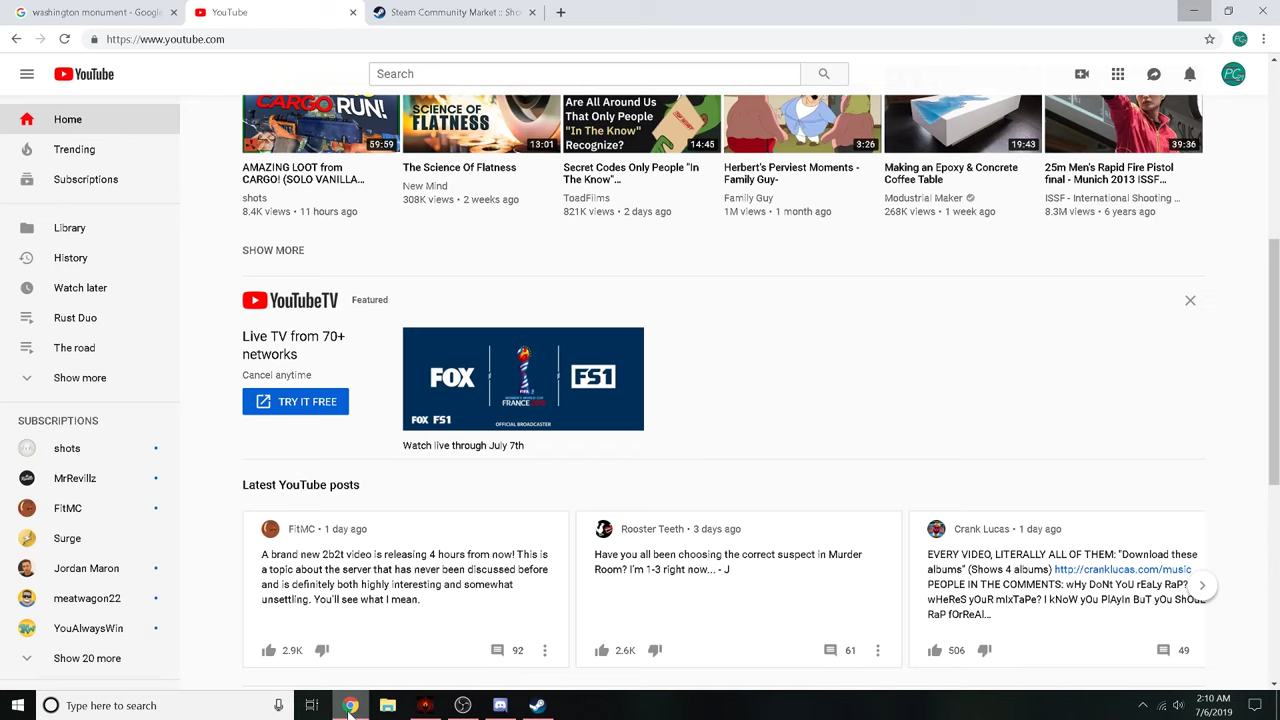 washington monument - Google
YouTube
Steam Community Market :: Sho
https://www.youtube.com
YouTube
Search
PC
Home
Trending
Subscriptions
Library
History
Watch later
Rust Duo
The road
Show more
SUBSCRIPTIONS
shots
MrRevillz
FitMC
Surge
Jordan Maron
meatwagon22
YouAlwaysWin
Show 20 more
CARGO RUN!
59:59
AMAZING LOOT from
CARGO! (SOLO VANILLA...
shots
8.4K views • 11 hours ago
SCIENCE OF
FLATNESS
13:01
The Science Of Flatness
New Mind
308K views • 2 weeks ago
Are All Around Us
That Only People
"In The Know"
Recognize?
14:45
Secret Codes Only People "In
The Know"...
ToadFilms
821K views • 2 days ago
3:26
Herbert's Perviest Moments -
Family Guy-
Family Guy
1M views • 1 month ago
19:43
Making an Epoxy & Concrete
Coffee Table
Modustrial Maker
268K views • 1 week ago
39:36
25m Men's Rapid Fire Pistol
final - Munich 2013 ISSF...
ISSF - International Shooting ...
8.3M views • 6 years ago
SHOW MORE
YouTubeTV
Featured
Live TV from 70+
networks
Cancel anytime
TRY IT FREE
FOX
FRANCE
FS1
FOX FS1
OFFICIAL BROADCASTER
Watch live through July 7th
Latest YouTube posts
FitMC • 1 day ago
A brand new 2b2t video is releasing 4 hours from now! This is
a topic about the server that has never been discussed before
and is definitely both highly interesting and somewhat
unsettling. You'll see what I mean.
2.9K
92
Rooster Teeth • 3 days ago
Have you all been choosing the correct suspect in Murder
Room? I'm 1-3 right now... - J
2.6K
61
Crank Lucas • 1 day ago
EVERY VIDEO, LITERALLY ALL OF THEM: "Download these
albums" (Shows 4 albums) http://cranklucas.com/music
PEOPLE IN THE COMMENTS: wHy DoNt YoU rEaLy RaP?
wHeReS yOuR mIxTaPe? I kNoW yOu PlAyIn BuT yOu ShOuL
RaP fOrReAl...
506
49
Type here to search
2:10 AM
7/6/2019